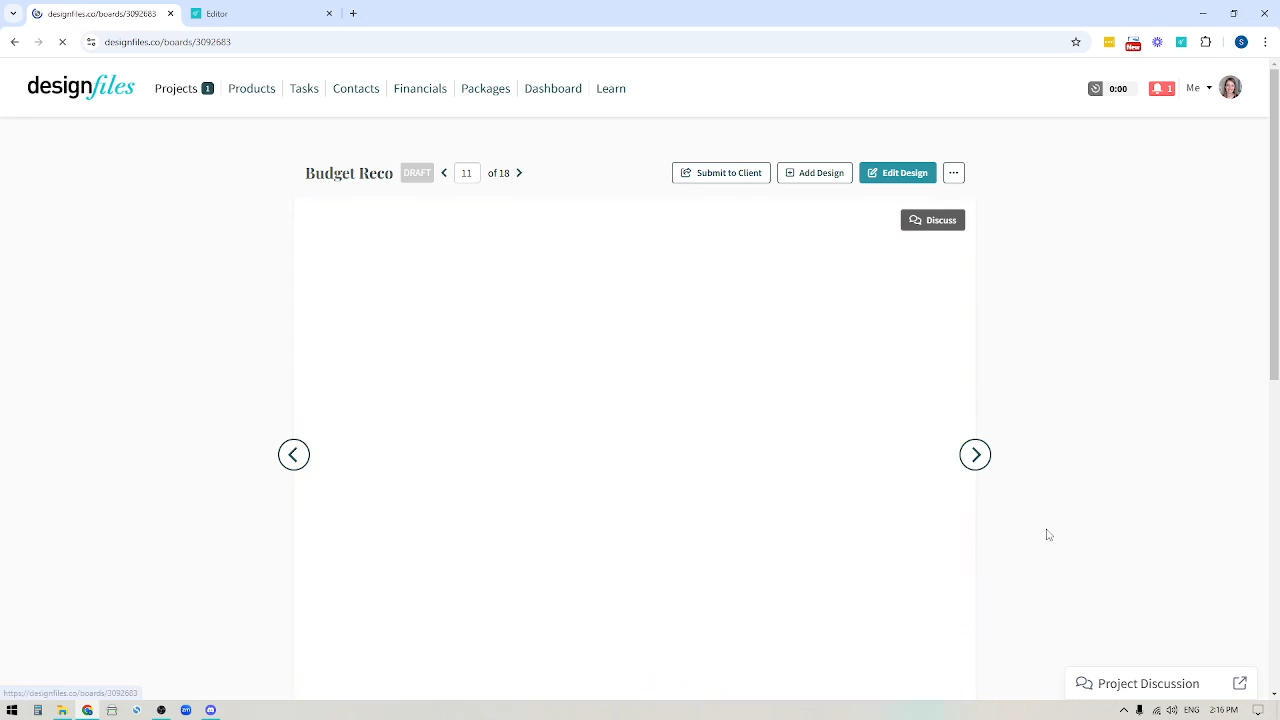 designfiles.co/boards/3092683
Editor
designfiles.co/boards/3092683
New
S
designfiles
Projects 1
Products
Tasks
Contacts
Financials
Packages
Dashboard
Learn
0:00
1
Me
Budget Reco
DRAFT
11
of 18
Submit to Client
Add Design
Edit Design
Discuss
Project Discussion
https://designfiles.co/boards/3092683
ENG
2:16 PM